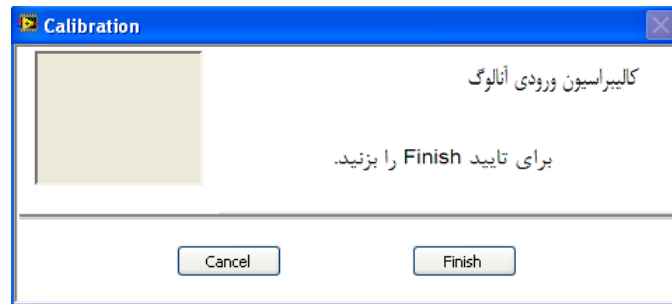 Calibration
کالیبراسیون ورودی آنالوگ
برای تایید Finish را بزنید.
Cancel
Finish